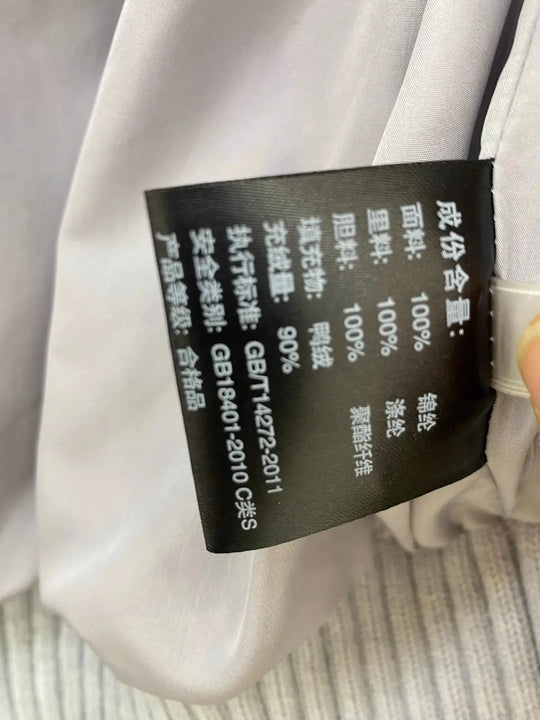 成份含量:
面料: 100% 锦纶
里料: 100% 涤纶
胆料: 100% 聚酯纤维
填充物: 鸭绒
充绒量: 90%
执行标准: GB/T14272-2011
安全类别: GB18401-2010 C类S
产品等级: 合格品